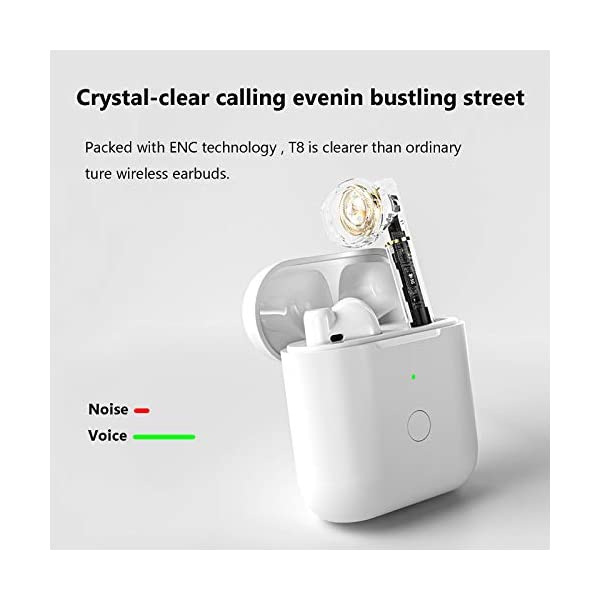 Crystal-clear calling evenin bustling street
Packed with ENC technology , T8 is clearer than ordinary
ture wireless earbuds.
Noise
Voice